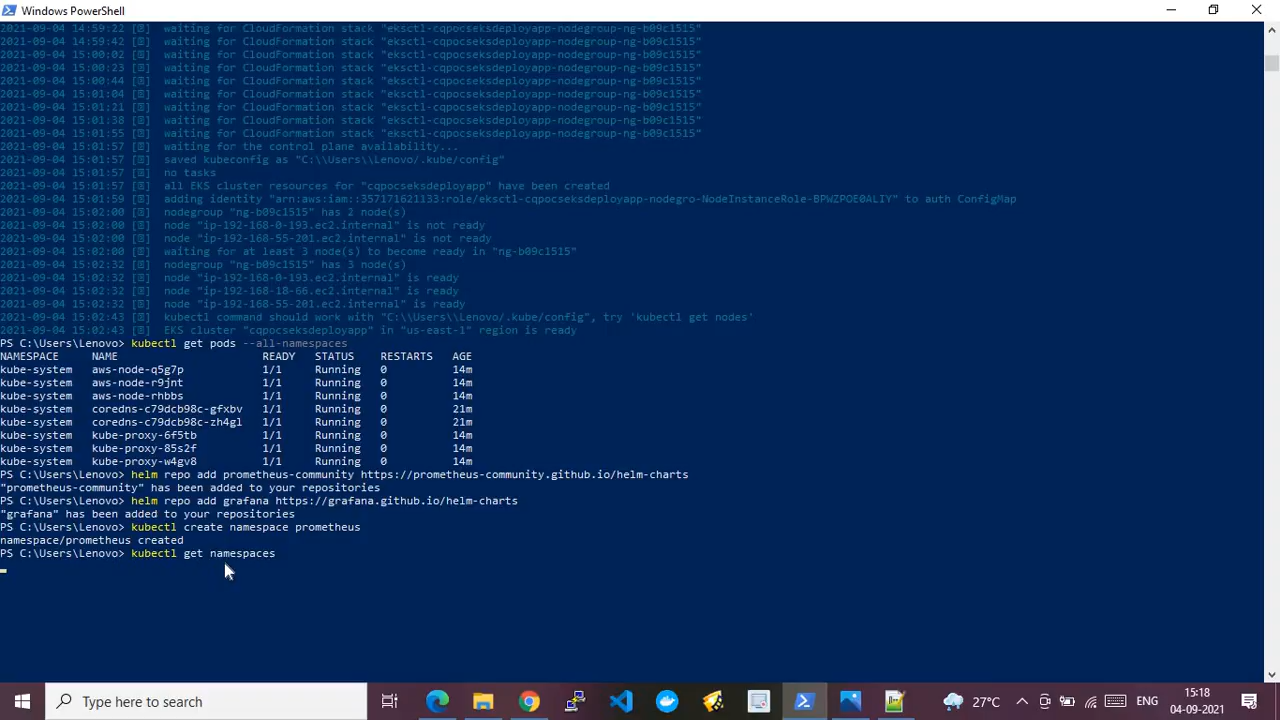 Windows PowerShell
2021-09-04 14:59:22 [ℹ]  waiting for CloudFormation stack "eksctl-cqpocseksdeployapp-nodegroup-ng-b09c1515"
2021-09-04 14:59:42 [ℹ]  waiting for CloudFormation stack "eksctl-cqpocseksdeployapp-nodegroup-ng-b09c1515"
2021-09-04 15:00:02 [ℹ]  waiting for CloudFormation stack "eksctl-cqpocseksdeployapp-nodegroup-ng-b09c1515"
2021-09-04 15:00:23 [ℹ]  waiting for CloudFormation stack "eksctl-cqpocseksdeployapp-nodegroup-ng-b09c1515"
2021-09-04 15:00:44 [ℹ]  waiting for CloudFormation stack "eksctl-cqpocseksdeployapp-nodegroup-ng-b09c1515"
2021-09-04 15:01:04 [ℹ]  waiting for CloudFormation stack "eksctl-cqpocseksdeployapp-nodegroup-ng-b09c1515"
2021-09-04 15:01:21 [ℹ]  waiting for CloudFormation stack "eksctl-cqpocseksdeployapp-nodegroup-ng-b09c1515"
2021-09-04 15:01:38 [ℹ]  waiting for CloudFormation stack "eksctl-cqpocseksdeployapp-nodegroup-ng-b09c1515"
2021-09-04 15:01:55 [ℹ]  waiting for CloudFormation stack "eksctl-cqpocseksdeployapp-nodegroup-ng-b09c1515"
2021-09-04 15:01:57 [ℹ]  waiting for the control plane availability...
2021-09-04 15:01:57 [ℹ]  saved kubeconfig as "C:\\Users\\Lenovo/.kube/config"
2021-09-04 15:01:57 [ℹ]  no tasks
2021-09-04 15:01:57 [ℹ]  all EKS cluster resources for "cqpocseksdeployapp" have been created
2021-09-04 15:01:59 [ℹ]  adding identity "arn:aws:iam::357171621133:role/eksctl-cqpocseksdeployapp-nodegro-NodeInstanceRole-BPWZPOE0ALIY" to auth ConfigMap
2021-09-04 15:02:00 [ℹ]  nodegroup "ng-b09c1515" has 2 node(s)
2021-09-04 15:02:00 [ℹ]  node "ip-192-168-0-193.ec2.internal" is not ready
2021-09-04 15:02:00 [ℹ]  node "ip-192-168-55-201.ec2.internal" is not ready
2021-09-04 15:02:00 [ℹ]  waiting for at least 3 node(s) to become ready in "ng-b09c1515"
2021-09-04 15:02:32 [ℹ]  nodegroup "ng-b09c1515" has 3 node(s)
2021-09-04 15:02:32 [ℹ]  node "ip-192-168-0-193.ec2.internal" is ready
2021-09-04 15:02:32 [ℹ]  node "ip-192-168-18-66.ec2.internal" is ready
2021-09-04 15:02:32 [ℹ]  node "ip-192-168-55-201.ec2.internal" is ready
2021-09-04 15:02:43 [ℹ]  kubectl command should work with "C:\\Users\\Lenovo/.kube/config", try 'kubectl get nodes'
2021-09-04 15:02:43 [ℹ]  EKS cluster "cqpocseksdeployapp" in "us-east-1" region is ready
PS C:\Users\Lenovo> kubectl get pods --all-namespaces
NAMESPACE     NAME                      READY   STATUS    RESTARTS   AGE
kube-system   aws-node-q5g7p            1/1     Running   0          14m
kube-system   aws-node-r9jnt            1/1     Running   0          14m
kube-system   aws-node-rhbbs            1/1     Running   0          14m
kube-system   coredns-c79dcb98c-gfxbv   1/1     Running   0          21m
kube-system   coredns-c79dcb98c-zh4gl   1/1     Running   0          21m
kube-system   kube-proxy-6f5tb          1/1     Running   0          14m
kube-system   kube-proxy-85s2f          1/1     Running   0          14m
kube-system   kube-proxy-w4gv8          1/1     Running   0          14m
PS C:\Users\Lenovo> helm repo add prometheus-community https://prometheus-community.github.io/helm-charts
"prometheus-community" has been added to your repositories
PS C:\Users\Lenovo> helm repo add grafana https://grafana.github.io/helm-charts
"grafana" has been added to your repositories
PS C:\Users\Lenovo> kubectl create namespace prometheus
namespace/prometheus created
PS C:\Users\Lenovo> kubectl get namespaces
Type here to search
27°C
ENG
15:18
04-09-2021